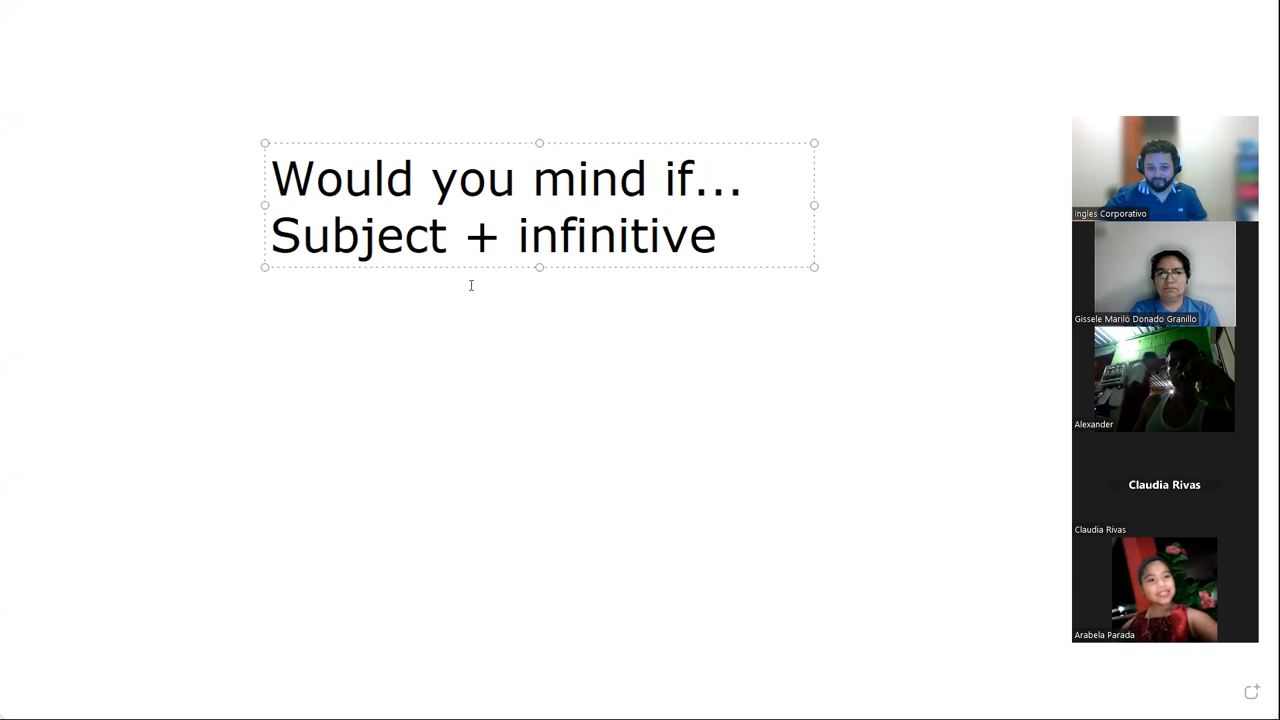 Would you mind if...
Subject + infinitive
Ingles Corporativo
Gissele Mariló Donado Granillo
Alexander
Claudia Rivas
Claudia Rivas
Arabela Parada